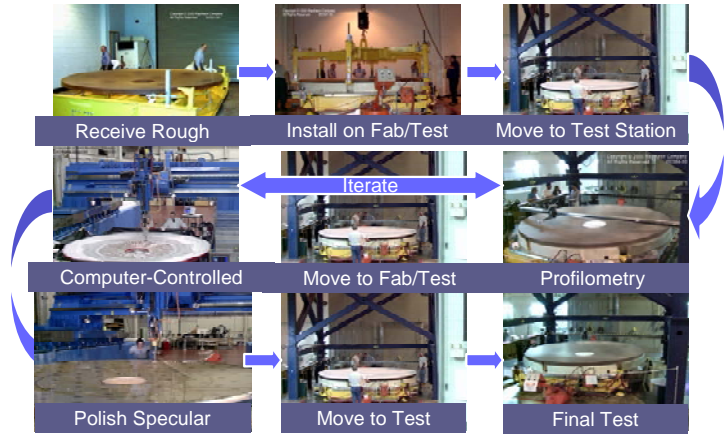 Receive Rough
Install on Fab/Test
Move to Test Station
Iterate
Computer-Controlled
Move to Fab/Test
Profilometry
Polish Specular
Move to Test
Final Test